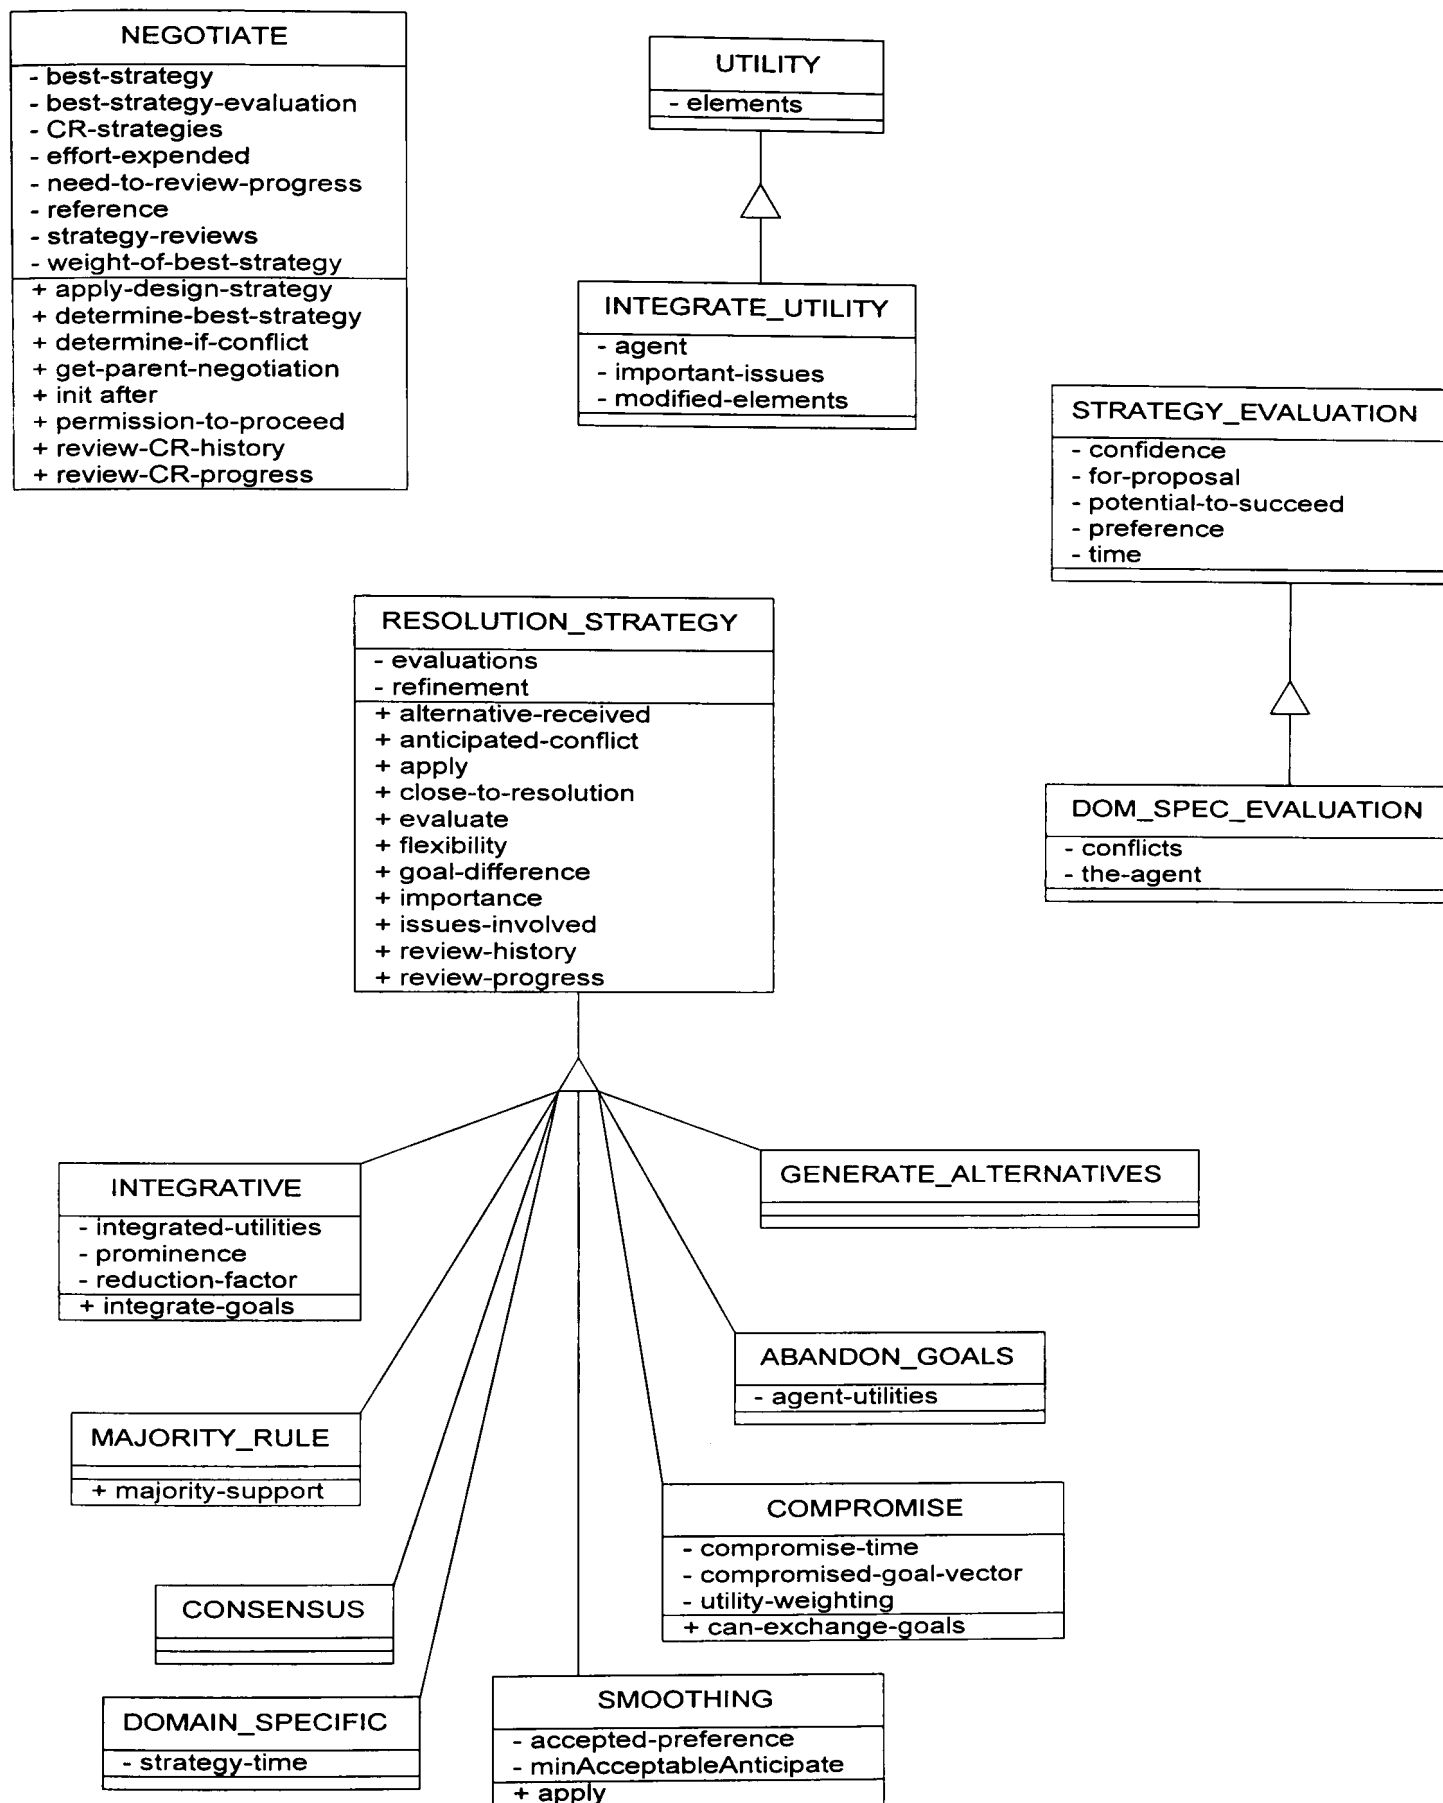 NEGOTIATE
- best-strategy
- best-strategy-evaluation
- CR-strategies
- effort-expended
- need-to-review-progress
- reference
- strategy-reviews
- weight-of-best-strategy
+ apply-design-strategy
+ determine-best-strategy
+ determine-if-conflict
+ get-parent-negotiation
+ init after
+ permission-to-proceed
+ review-CR-history
+ review-CR-progress
UTILITY
- elements
INTEGRATE_UTILITY
- agent
- important-issues
- modified-elements
STRATEGY_EVALUATION
- confidence
- for-proposal
- potential-to-succeed
- preference
- time
DOM_SPEC_EVALUATION
- conflicts
- the-agent
RESOLUTION_STRATEGY
- evaluations
- refinement
+ alternative-received
+ anticipated-conflict
+ apply
+ close-to-resolution
+ evaluate
+ flexibility
+ goal-difference
+ importance
+ issues-involved
+ review-history
+ review-progress
INTEGRATIVE
- integrated-utilities
- prominence
- reduction-factor
+ integrate-goals
GENERATE_ALTERNATIVES
ABANDON_GOALS
- agent-utilities
MAJORITY_RULE
+ majority-support
COMPROMISE
- compromise-time
- compromised-goal-vector
- utility-weighting
+ can-exchange-goals
CONSENSUS
DOMAIN_SPECIFIC
- strategy-time
SMOOTHING
- accepted-preference
- minAcceptableAnticipate
+ apply